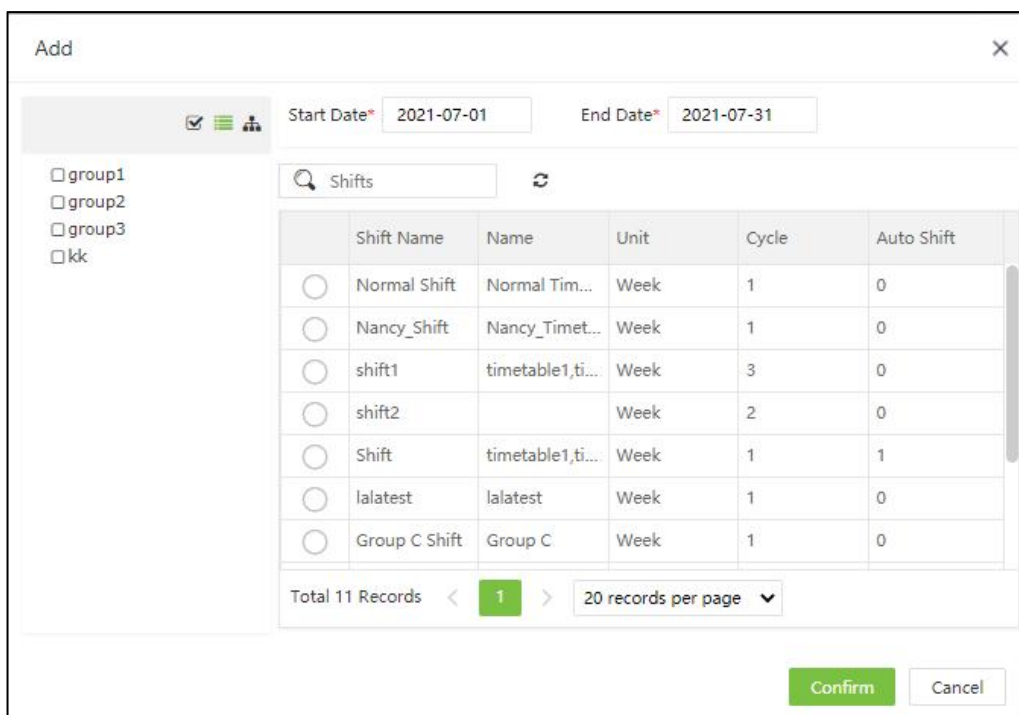 Add
Start Date* 2021-07-01 End Date* 2021-07-31
group1
group2
group3
kk
Shifts
Shift Name Name Unit Cycle Auto Shift
Normal Shift Normal Tim... Week 1 0
Nancy_Shift Nancy_Timet... Week 1 0
shift1 timetable1,ti... Week 3 0
shift2 Week 2 0
Shift timetable1,ti... Week 1 1
lalatest lalatest Week 1 0
Group C Shift Group C Week 1 0
Total 11 Records < 1 > 20 records per page
Confirm Cancel